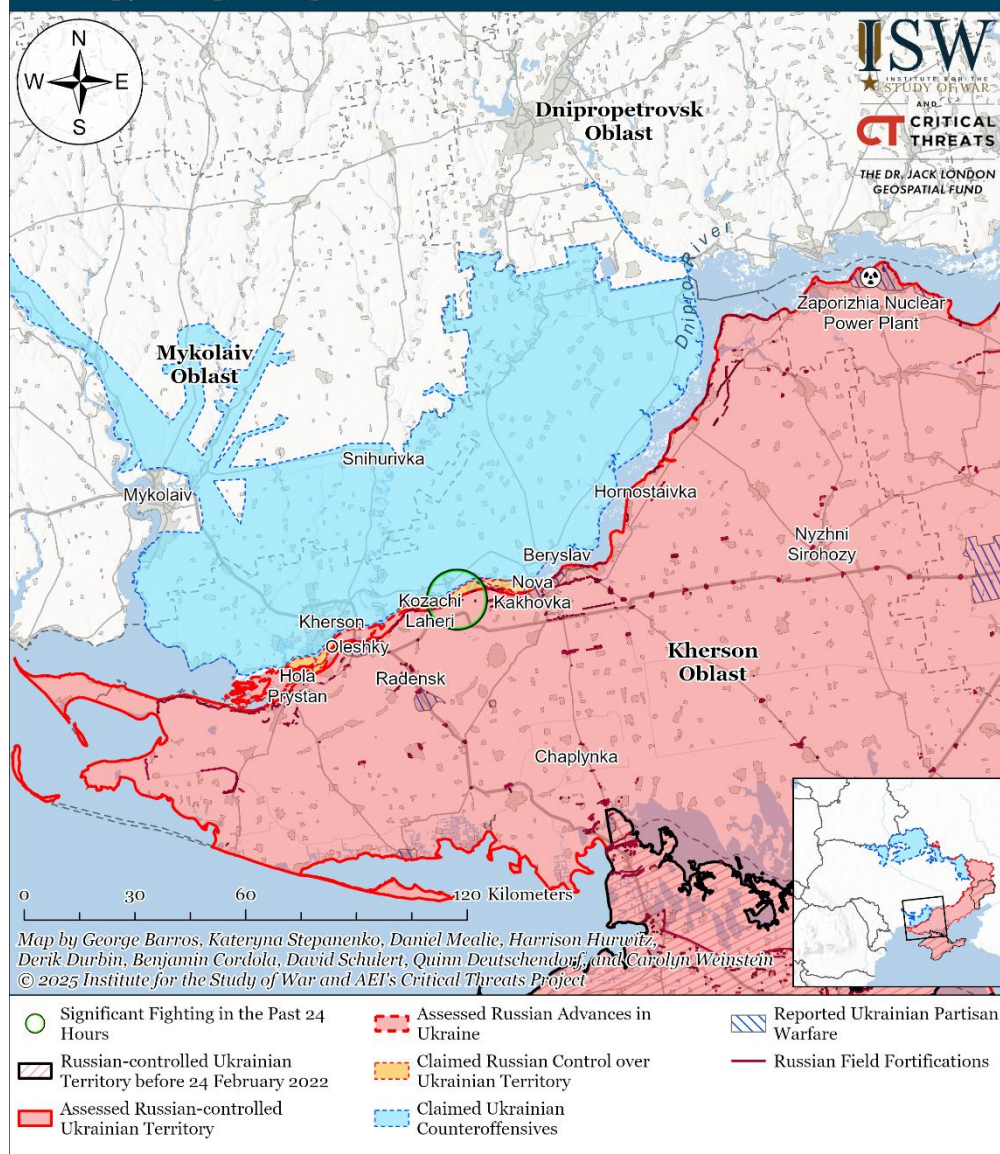 N
W E
S
ISW
INSTITUTE FOR THE
STUDY OF WAR
AND
CT CRITICAL
THREATS
THE DR. JACK LONDON
GEOSPATIAL FUND
Dnipropetrovsk
Oblast
Dnipro River
Zaporizhia Nuclear
Power Plant
Mykolaiv
Oblast
Snihurivka
Mykolaiv
Hornostaivka
Nyzhni
Sirohozy
Beryslav
Nova
Kakhovka
Kozachi
Laheri
Kherson
Oleshky
Kherson
Oblast
Hola
Prystan
Radensk
Chaplynka
0 30 60 120 Kilometers
Map by George Barros, Kateryna Stepanenko, Daniel Mealie, Harrison Hurwitz,
Derik Durbin, Benjamin Cordola, David Schulert, Quinn Deutschendorf, and Carolyn Weinstein
© 2025 Institute for the Study of War and AEI's Critical Threats Project
Significant Fighting in the Past 24
Hours
Russian-controlled Ukrainian
Territory before 24 February 2022
Assessed Russian-controlled
Ukrainian Territory
Assessed Russian Advances in
Ukraine
Claimed Russian Control over
Ukrainian Territory
Claimed Ukrainian
Counteroffensives
Reported Ukrainian Partisan
Warfare
Russian Field Fortifications